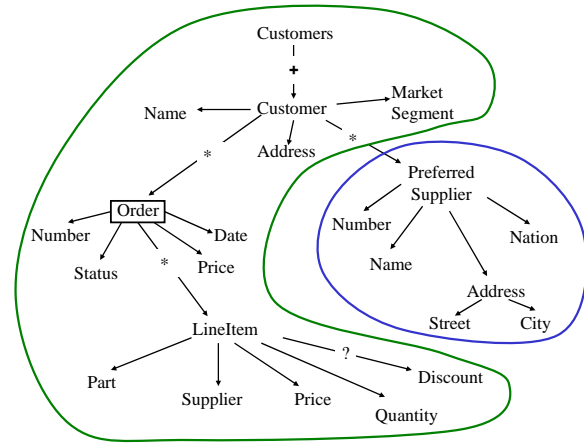 Customers
+
Customer
Name
Market
Segment
Address
*
*
Preferred
Supplier
Order
Number
Date
Status
*
Price
Number
Name
Nation
Address
Street
City
LineItem
?
Part
Supplier
Price
Quantity
Discount